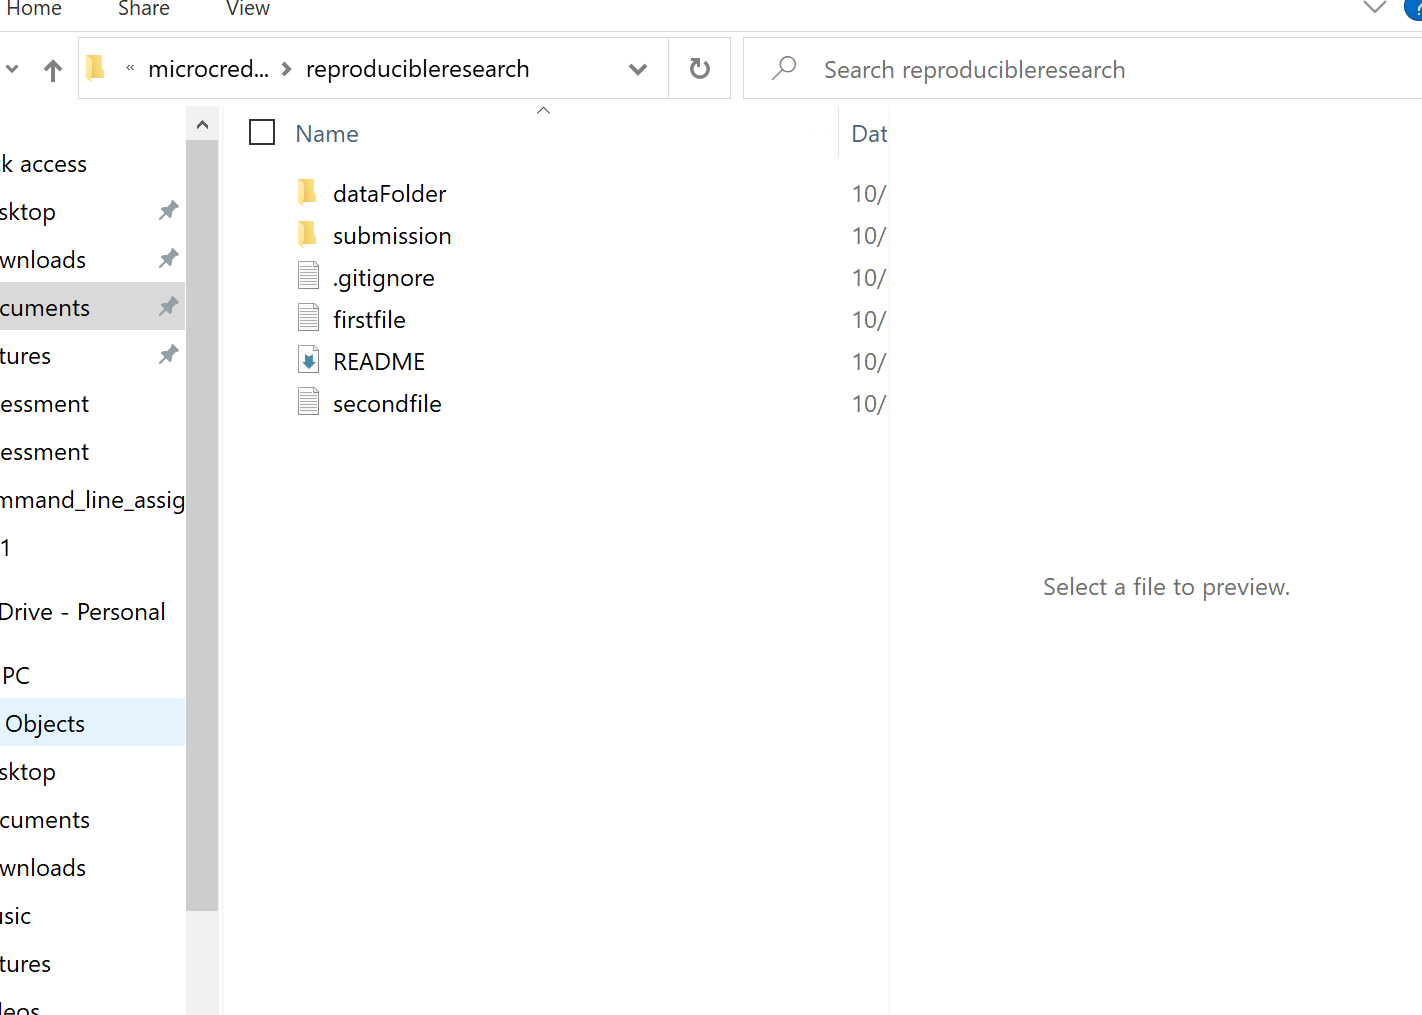 Home Share View
« microcred... > reproducibleresearch
Search reproducibleresearch
Name
Dat
k access
sktop
wnloads
cuments
tures
essment
essment
mmand_line_assig
1
Drive - Personal
PC
Objects
sktop
cuments
wnloads
sic
tures
leos
dataFolder 10/
submission 10/
.gitignore 10/
firstfile 10/
README 10/
secondfile 10/
Select a file to preview.